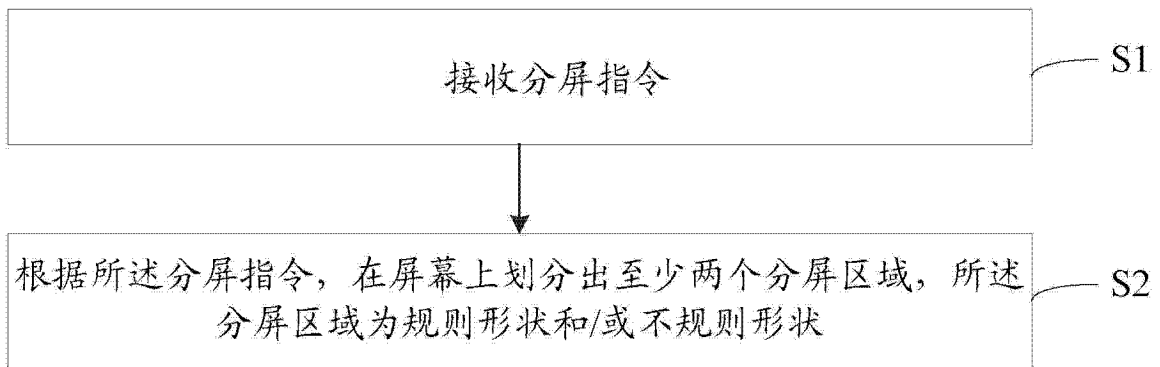 接收分屏指令
S1
根据所述分屏指令，在屏幕上划分出至少两个分屏区域，所述
分屏区域为规则形状和/或不规则形状
S2